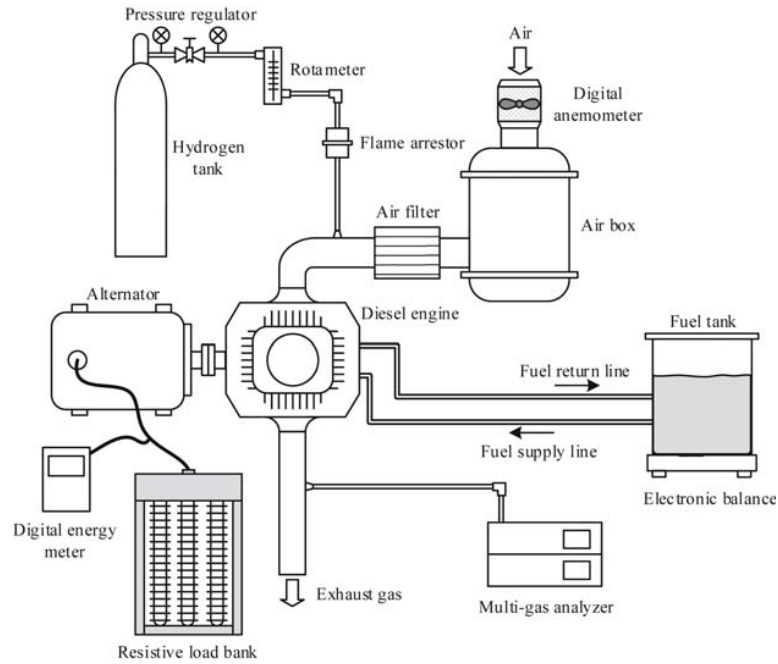 Pressure regulator
Air
Rotameter
Digital
anemometer
Hydrogen
tank
Flame arrestor
Air filter
Air box
Alternator
Diesel engine
Fuel tank
Fuel return line
Fuel supply line
Electronic balance
Digital energy
meter
Exhaust gas
Multi-gas analyzer
Resistive load bank